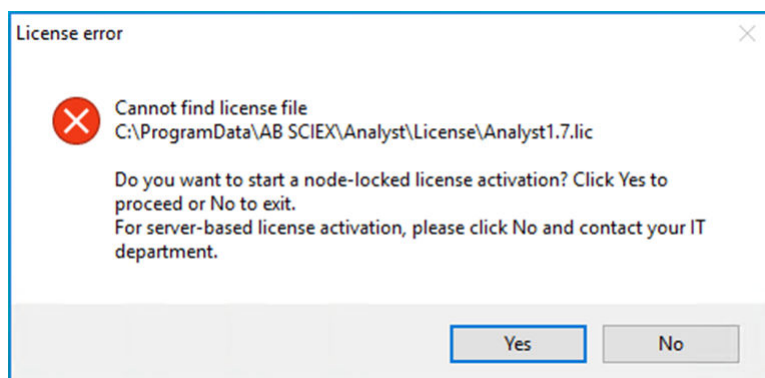 License error
Cannot find license file
C:\ProgramData\AB SCIEX\Analyst\License\Analyst1.7.lic
Do you want to start a node-locked license activation? Click Yes to
proceed or No to exit.
For server-based license activation, please click No and contact your IT
department.
Yes
No